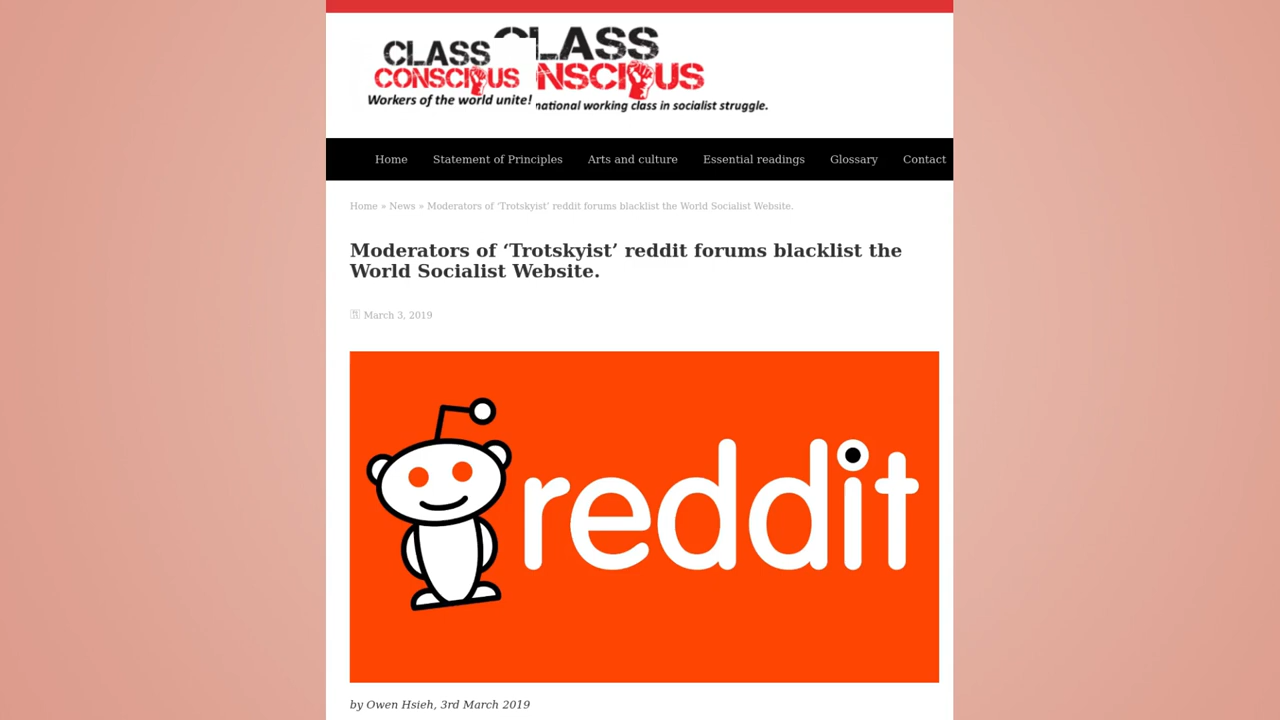 CLASS
CONSCIOUS
Workers of the world unite!
LASS
NSCIOUS
national working class in socialist struggle.
Home Statement of Principles Arts and culture Essential readings Glossary Contact
Home » News » Moderators of ‘Trotskyist’ reddit forums blacklist the World Socialist Website.
Moderators of ‘Trotskyist’ reddit forums blacklist the
World Socialist Website.
March 3, 2019
reddit
by Owen Hsieh, 3rd March 2019